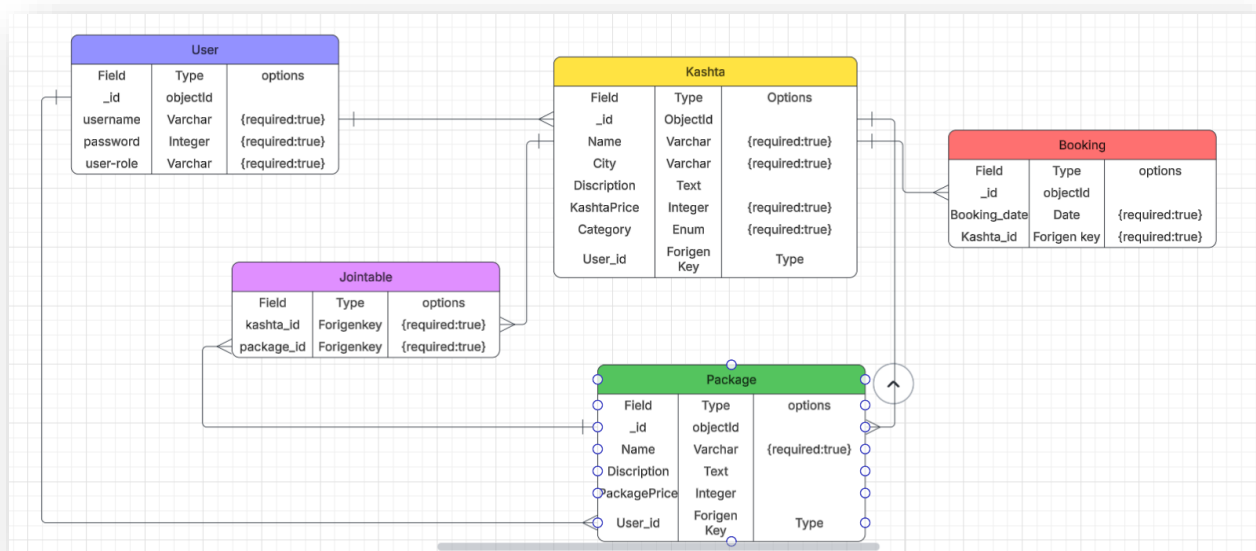 User
Field Type options
_id objectId
username Varchar {required:true}
password Integer {required:true}
user-role Varchar {required:true}
Kashta
Field Type Options
_id ObjectId
Name Varchar {required:true}
City Varchar {required:true}
Discription Text
KashtaPrice Integer {required:true}
Category Enum {required:true}
User_id Forigen Key Type
Booking
Field Type options
_id objectId
Booking_date Date {required:true}
Kashta_id Forigen key {required:true}
Jointable
Field Type options
kashta_id Forigenkey {required:true}
package_id Forigenkey {required:true}
Package
Field Type options
_id objectId
Name Varchar {required:true}
Discription Text
PackagePrice Integer
User_id Forigen Key Type